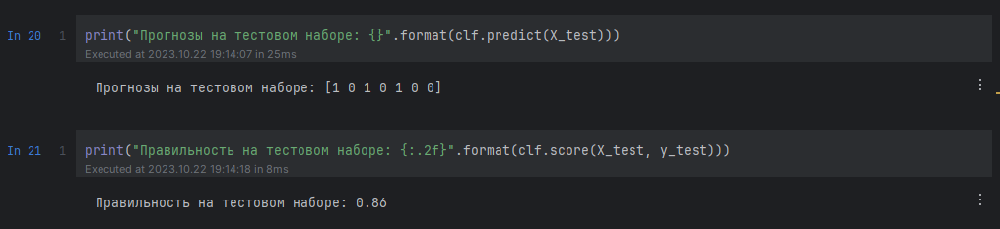 In 20 1 print("Прогнозы на тестовом наборе: {}".format(clf.predict(X_test)))
Executed at 2023.10.22 19:14:07 in 25ms
Прогнозы на тестовом наборе: [1 0 1 0 1 0 0]
In 21 1 print("Правильность на тестовом наборе: {:.2f}".format(clf.score(X_test, y_test)))
Executed at 2023.10.22 19:14:18 in 8ms
Правильность на тестовом наборе: 0.86